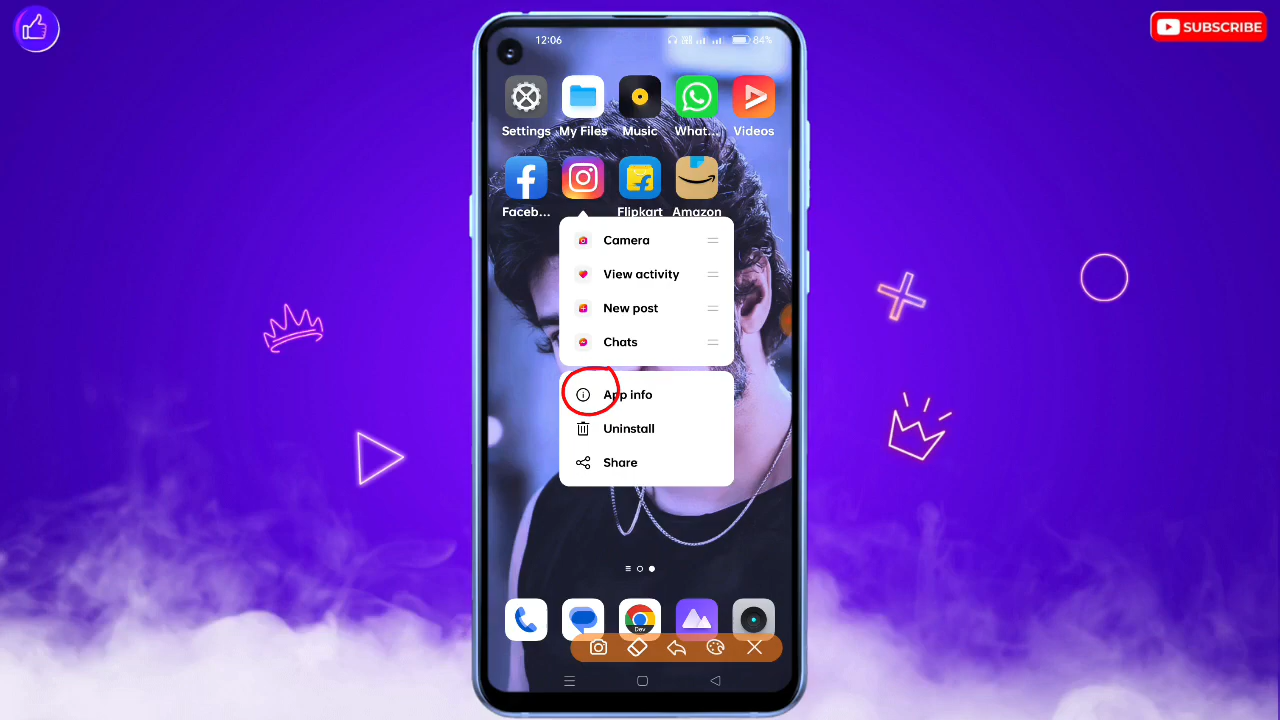 SUBSCRIBE
12:06
84%
Settings My Files Music What... Videos
Faceb... Flipkart Amazon
Camera
View activity
New post
Chats
App info
Uninstall
Share
Dev